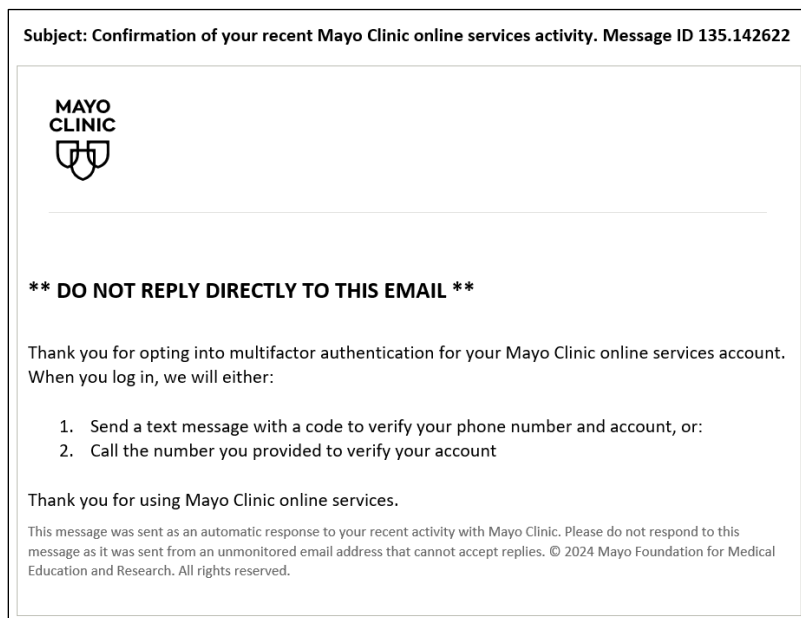 Subject: Confirmation of your recent Mayo Clinic online services activity. Message ID 135.142622
MAYO
CLINIC
** DO NOT REPLY DIRECTLY TO THIS EMAIL **
Thank you for opting into multifactor authentication for your Mayo Clinic online services account.
When you log in, we will either:
1. Send a text message with a code to verify your phone number and account, or:
2. Call the number you provided to verify your account
Thank you for using Mayo Clinic online services.
This message was sent as an automatic response to your recent activity with Mayo Clinic. Please do not respond to this
message as it was sent from an unmonitored email address that cannot accept replies. © 2024 Mayo Foundation for Medical
Education and Research. All rights reserved.